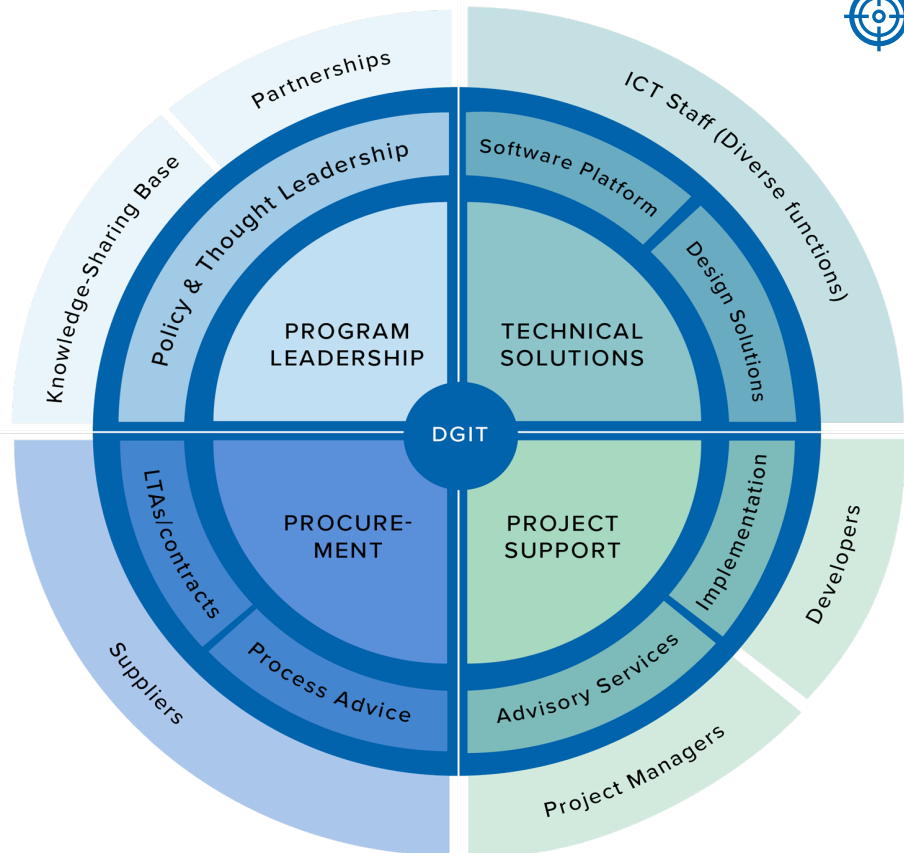 Partnerships
Knowledge-Sharing Base
Policy & Thought Leadership
PROGRAM
LEADERSHIP
ICT Staff (Diverse functions)
Software Platform
Design Solutions
TECHNICAL
SOLUTIONS
DGIT
LTAs/contracts
Process Advice
PROCURE-
MENT
Suppliers
PROJECT
SUPPORT
Implementation
Advisory Services
Developers
Project Managers